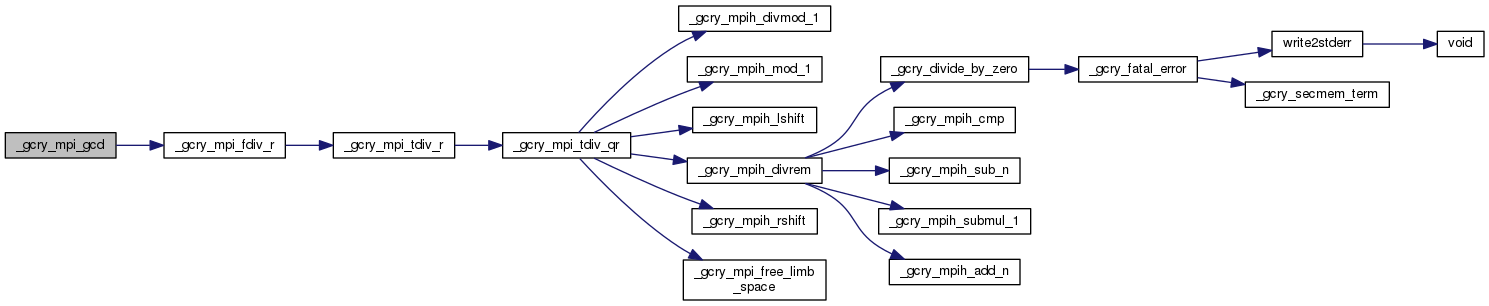 _gcry_mpi_gcd
_gcry_mpi_fdiv_r
_gcry_mpi_tdiv_r
_gcry_mpi_tdiv_qr
_gcry_mpih_divmod_1
_gcry_mpih_mod_1
_gcry_mpih_lshift
_gcry_mpih_divrem
_gcry_mpih_rshift
_gcry_mpi_free_limb
_space
_gcry_divide_by_zero
_gcry_mpih_cmp
_gcry_mpih_sub_n
_gcry_mpih_submul_1
_gcry_mpih_add_n
_gcry_fatal_error
write2stderr
_gcry_secmem_term
void